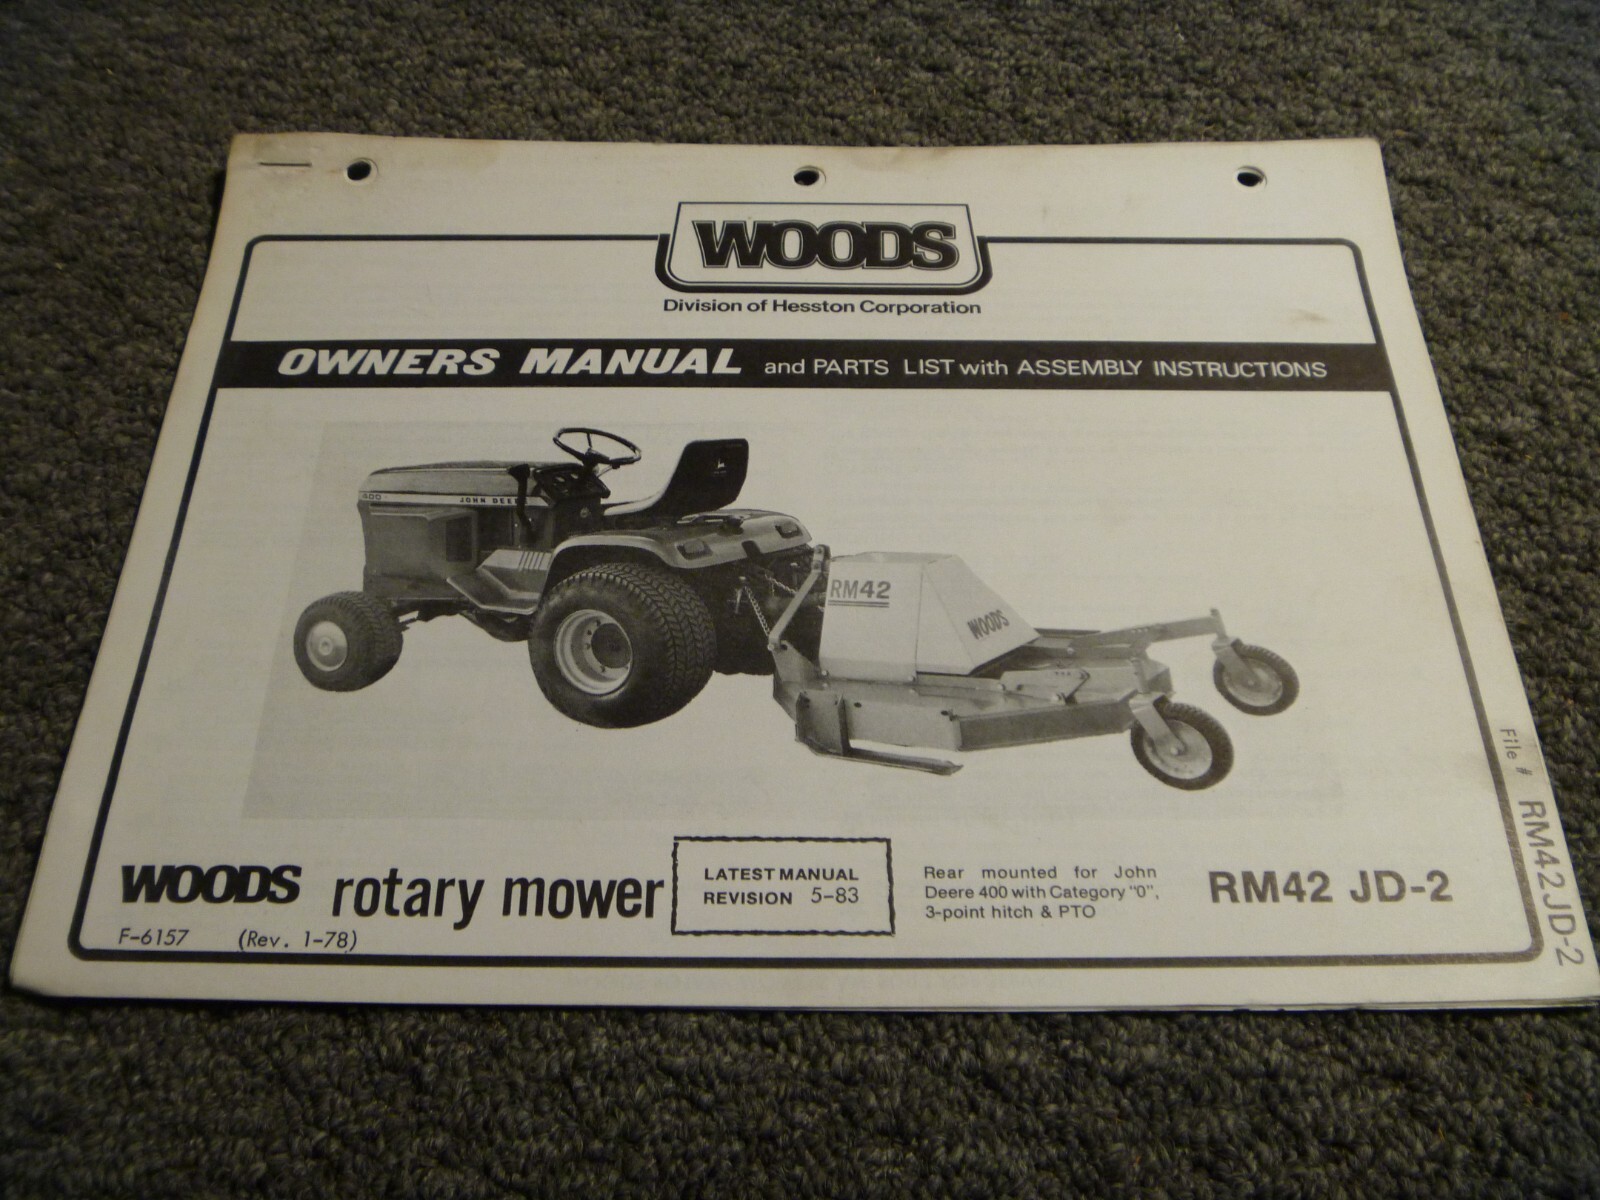 WOODS
Division of Hesston Corporation
OWNERS MANUAL and PARTS LIST with ASSEMBLY INSTRUCTIONS
400
JOHN DEERE
RM42
WOODS
WOODS rotary mower
F-6157 (Rev. 1-78)
LATEST MANUAL
REVISION 5-83
Rear mounted for John
Deere 400 with Category "0",
3-point hitch & PTO
RM42 JD-2
File # RM42JD-2